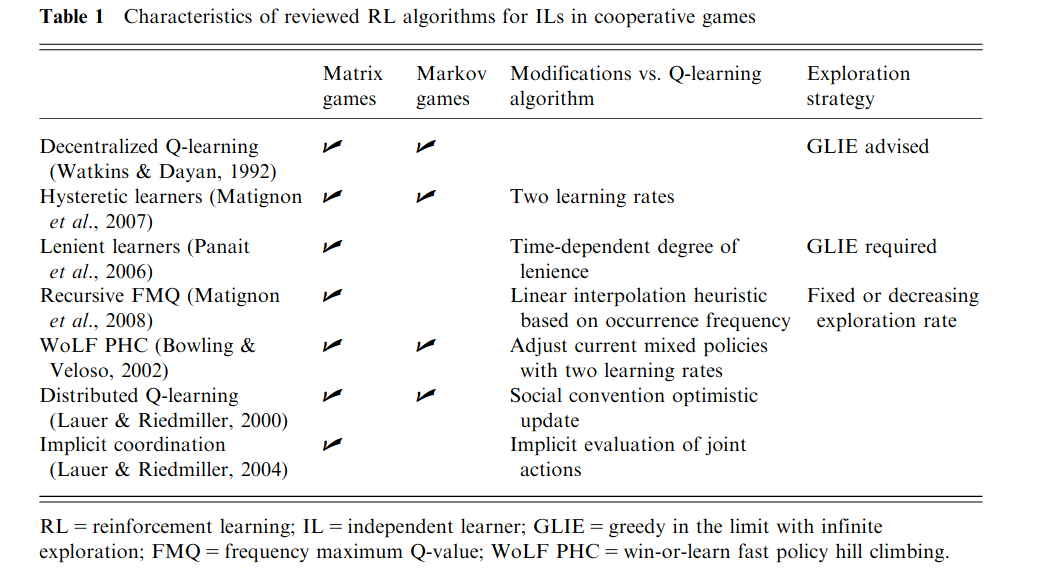 Table 1 Characteristics of reviewed RL algorithms for ILs in cooperative games
Matrix games Markov games Modifications vs. Q-learning algorithm Exploration strategy
Decentralized Q-learning (Watkins & Dayan, 1992) ✓ ✓ GLIE advised
Hysteretic learners (Matignon et al., 2007) ✓ ✓ Two learning rates
Lenient learners (Panait et al., 2006) ✓ Time-dependent degree of lenience GLIE required
Recursive FMQ (Matignon et al., 2008) ✓ Linear interpolation heuristic based on occurrence frequency Fixed or decreasing exploration rate
WoLF PHC (Bowling & Veloso, 2002) ✓ ✓ Adjust current mixed policies with two learning rates
Distributed Q-learning (Lauer & Riedmiller, 2000) ✓ ✓ Social convention optimistic update
Implicit coordination (Lauer & Riedmiller, 2004) ✓ Implicit evaluation of joint actions
RL = reinforcement learning; IL = independent learner; GLIE = greedy in the limit with infinite
exploration; FMQ = frequency maximum Q-value; WoLF PHC = win-or-learn fast policy hill climbing.